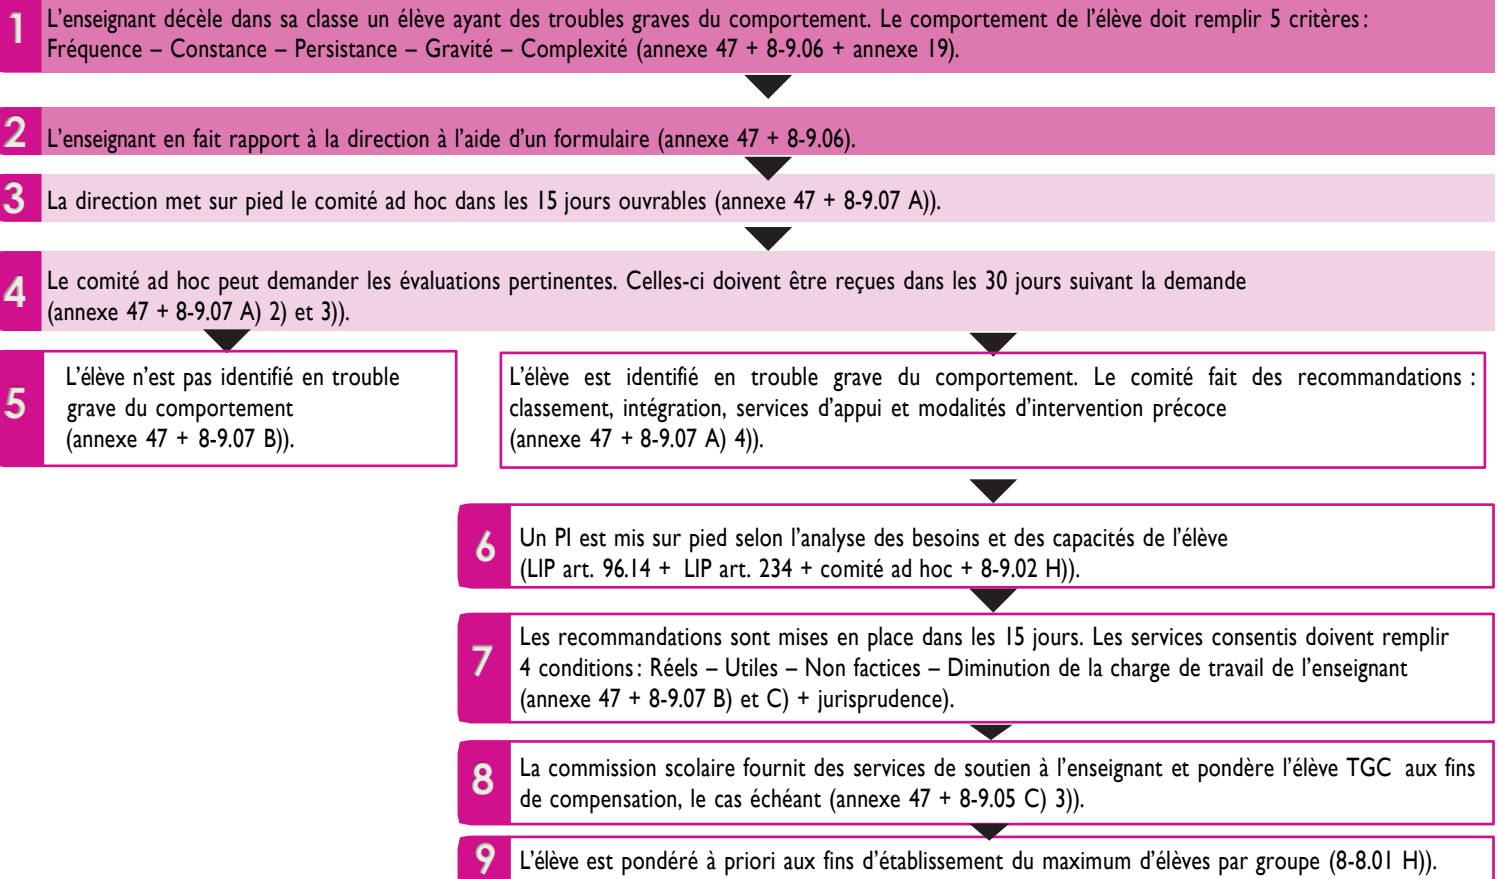 1
L'enseignant décèle dans sa classe un élève ayant des troubles graves du comportement. Le comportement de l'élève doit remplir 5 critères :
Fréquence – Constance – Persistance – Gravité – Complexité (annexe 47 + 8-9.06 + annexe 19).
2
L'enseignant en fait rapport à la direction à l'aide d'un formulaire (annexe 47 + 8-9.06).
3
La direction met sur pied le comité ad hoc dans les 15 jours ouvrables (annexe 47 + 8-9.07 A)).
4
Le comité ad hoc peut demander les évaluations pertinentes. Celles-ci doivent être reçues dans les 30 jours suivant la demande
(annexe 47 + 8-9.07 A) 2) et 3)).
5
L'élève n'est pas identifié en trouble
grave du comportement
(annexe 47 + 8-9.07 B)).
L'élève est identifié en trouble grave du comportement. Le comité fait des recommandations :
classement, intégration, services d'appui et modalités d'intervention précoce
(annexe 47 + 8-9.07 A) 4)).
6
Un PI est mis sur pied selon l'analyse des besoins et des capacités de l'élève
(LIP art. 96.14 + LIP art. 234 + comité ad hoc + 8-9.02 H)).
7
Les recommandations sont mises en place dans les 15 jours. Les services consentis doivent remplir
4 conditions : Réels – Utiles – Non factices – Diminution de la charge de travail de l'enseignant
(annexe 47 + 8-9.07 B) et C) + jurisprudence).
8
La commission scolaire fournit des services de soutien à l'enseignant et pondère l'élève TGC aux fins
de compensation, le cas échéant (annexe 47 + 8-9.05 C) 3)).
9
L'élève est pondéré à priori aux fins d'établissement du maximum d'élèves par groupe (8-8.01 H)).